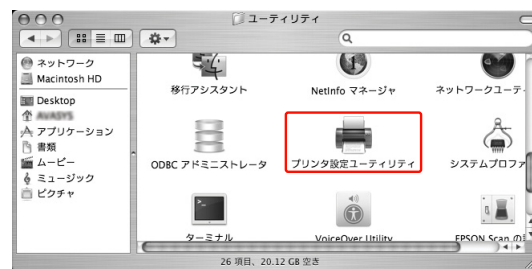 ユーティリティ
ネットワーク
Macintosh HD
Desktop
アプリケーション
書類
ムービー
ミュージック
ピクチャ
移行アシスタント
NetInfo マネージャ
ネットワークユーテ
ODBC アドミニストレータ
プリンタ設定ユーティリティ
システムプロファ
ターミナル
VoiceOver Utility
EPSON Scan の
26 項目、20.12 GB 空き